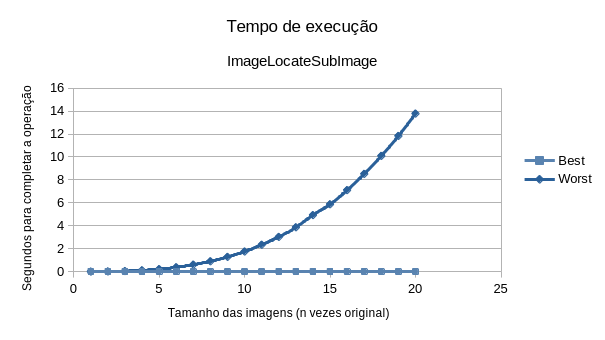 Tempo de execução
ImageLocateSubImage
Segundos para completar a operação
16
14
12
10
8
6
4
2
0
0 5 10 15 20 25
Tamanho das imagens (n vezes original)
Best
Worst